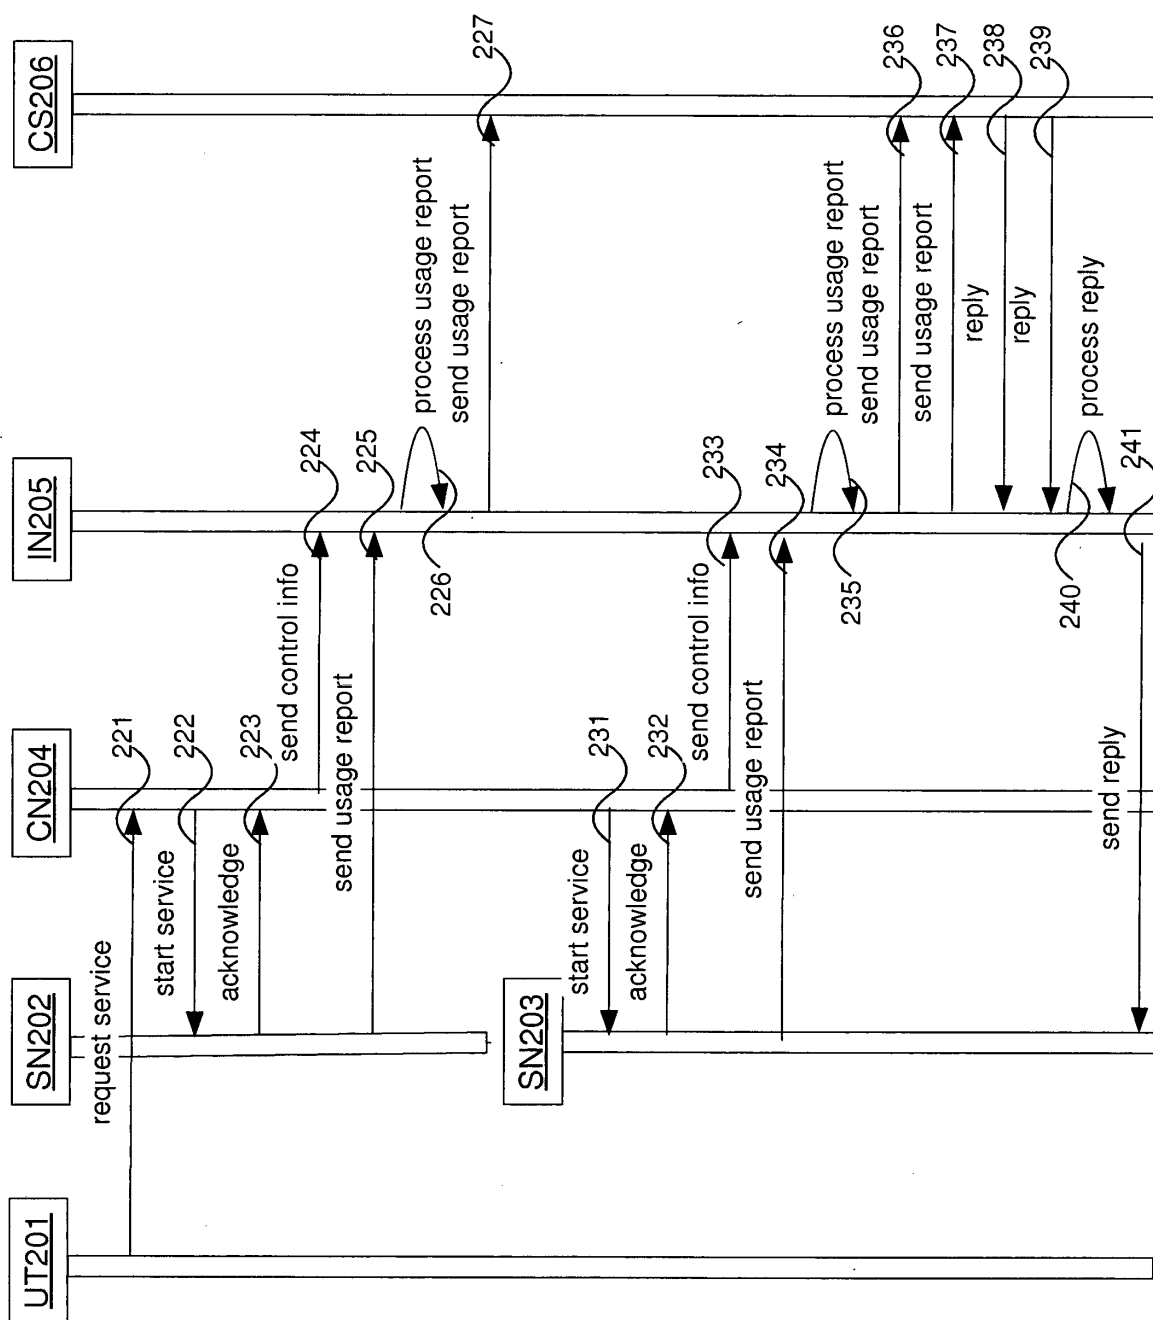 UT201
SN202
CN204
IN205
CS206
request service
221
start service
222
acknowledge
223
send control info
224
send usage report
225
process usage report
226
send usage report
227
SN203
start service
231
acknowledge
232
send control info
233
send usage report
234
process usage report
235
send usage report
236
send usage report
237
reply
238
reply
239
process reply
240
send reply
241